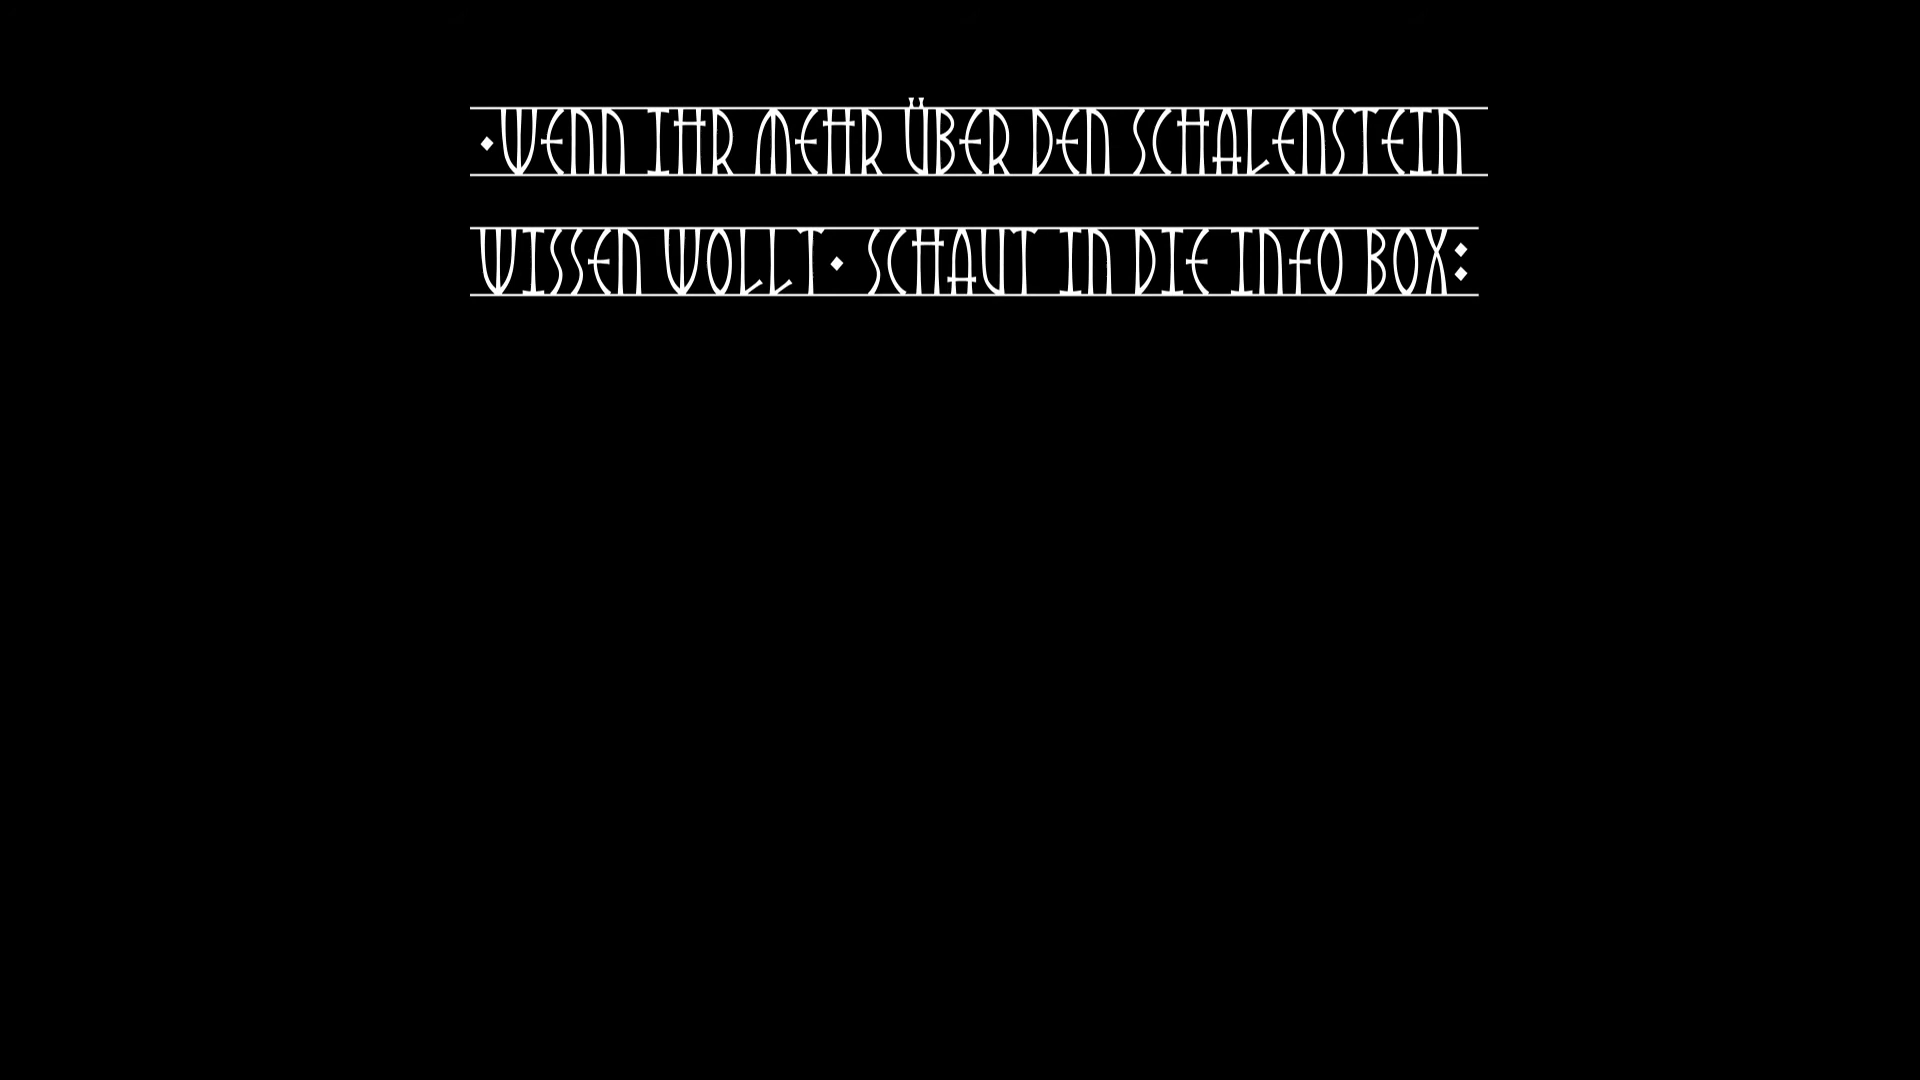 ·WENN IHR MEHR ÜBER DEN SCHALENSTEIN
WISSEN WOLLT· SCHAUT IN DIE INFO BOX: